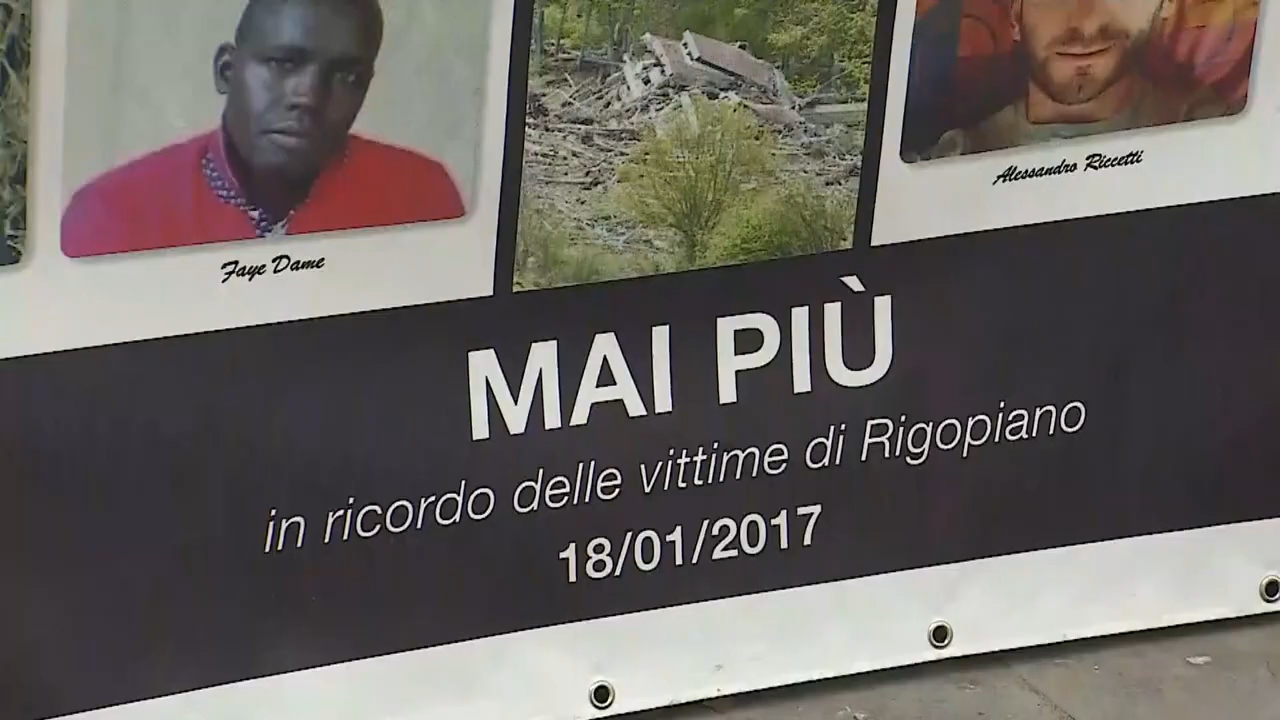 Alessandro Riccetti
Faye Dame
MAI PIÙ
in ricordo delle vittime di Rigopiano
18/01/2017